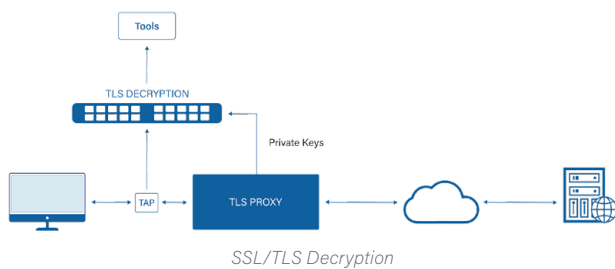 Tools
TLS DECRYPTION
Private Keys
TAP
TLS PROXY
SSL/TLS Decryption